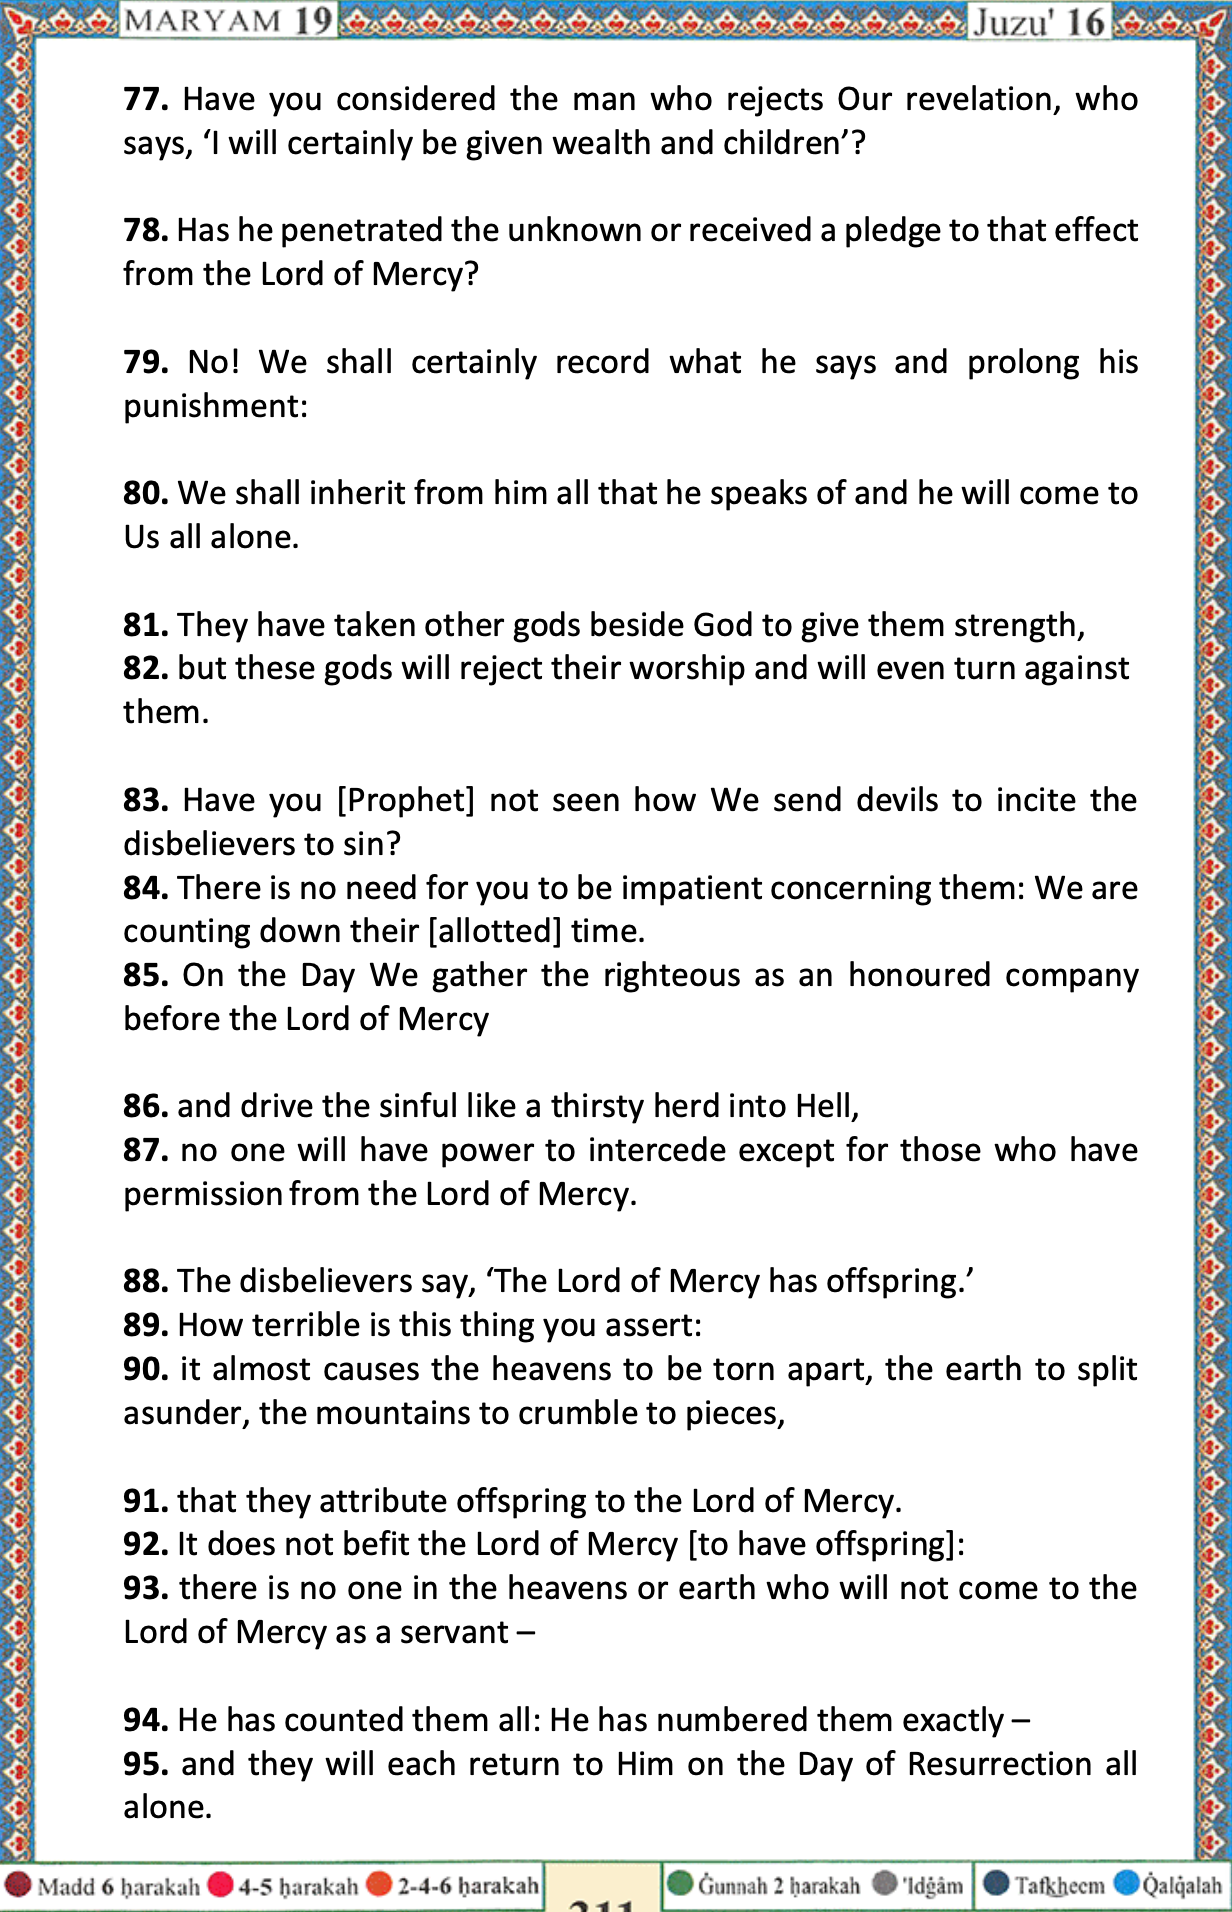 MARYAM 19 Juzu' 16
77. Have you considered the man who rejects Our revelation, who
says, ‘I will certainly be given wealth and children’?
78. Has he penetrated the unknown or received a pledge to that effect
from the Lord of Mercy?
79. No! We shall certainly record what he says and prolong his
punishment:
80. We shall inherit from him all that he speaks of and he will come to
Us all alone.
81. They have taken other gods beside God to give them strength,
82. but these gods will reject their worship and will even turn against
them.
83. Have you [Prophet] not seen how We send devils to incite the
disbelievers to sin?
84. There is no need for you to be impatient concerning them: We are
counting down their [allotted] time.
85. On the Day We gather the righteous as an honoured company
before the Lord of Mercy
86. and drive the sinful like a thirsty herd into Hell,
87. no one will have power to intercede except for those who have
permission from the Lord of Mercy.
88. The disbelievers say, ‘The Lord of Mercy has offspring.’
89. How terrible is this thing you assert:
90. it almost causes the heavens to be torn apart, the earth to split
asunder, the mountains to crumble to pieces,
91. that they attribute offspring to the Lord of Mercy.
92. It does not befit the Lord of Mercy [to have offspring]:
93. there is no one in the heavens or earth who will not come to the
Lord of Mercy as a servant –
94. He has counted them all: He has numbered them exactly –
95. and they will each return to Him on the Day of Resurrection all
alone.
Madd 6 ḥarakah 4-5 ḥarakah 2-4-6 ḥarakah Ġunnah 2 ḥarakah 'Idġâm Tafkheem Q̇alq̇alah